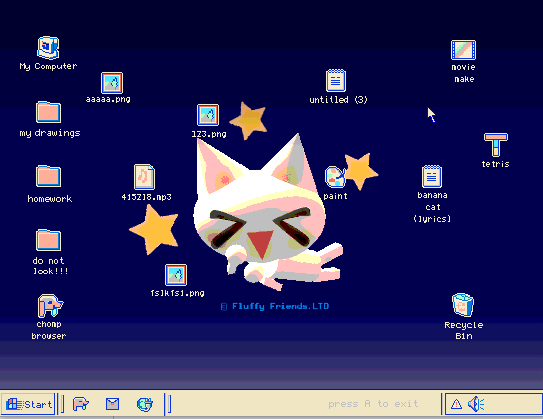 My Computer
aaaaa.png
untitled (3)
movie
make
my drawings
123.png
tetris
homework
415218.mp3
paint
banana
cat
(lyrics)
do not
look!!!
fslkfsi.png
© Fluffy Friends.LTD
chomp
browser
Recycle
Bin
Start
press A to exit